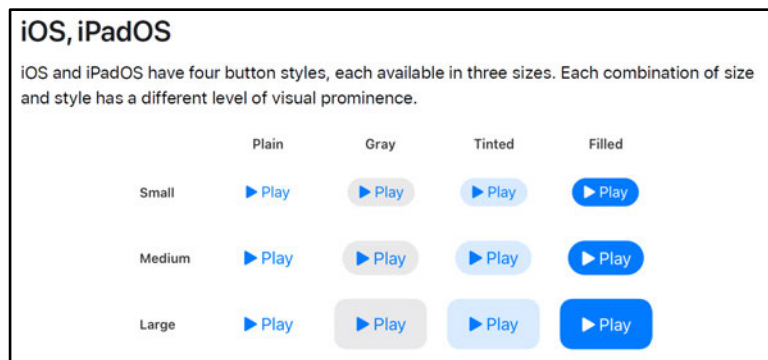 iOS, iPadOS
iOS and iPadOS have four button styles, each available in three sizes. Each combination of size
and style has a different level of visual prominence.
Plain Gray Tinted Filled
Small Play Play Play Play
Medium Play Play Play Play
Large Play Play Play Play